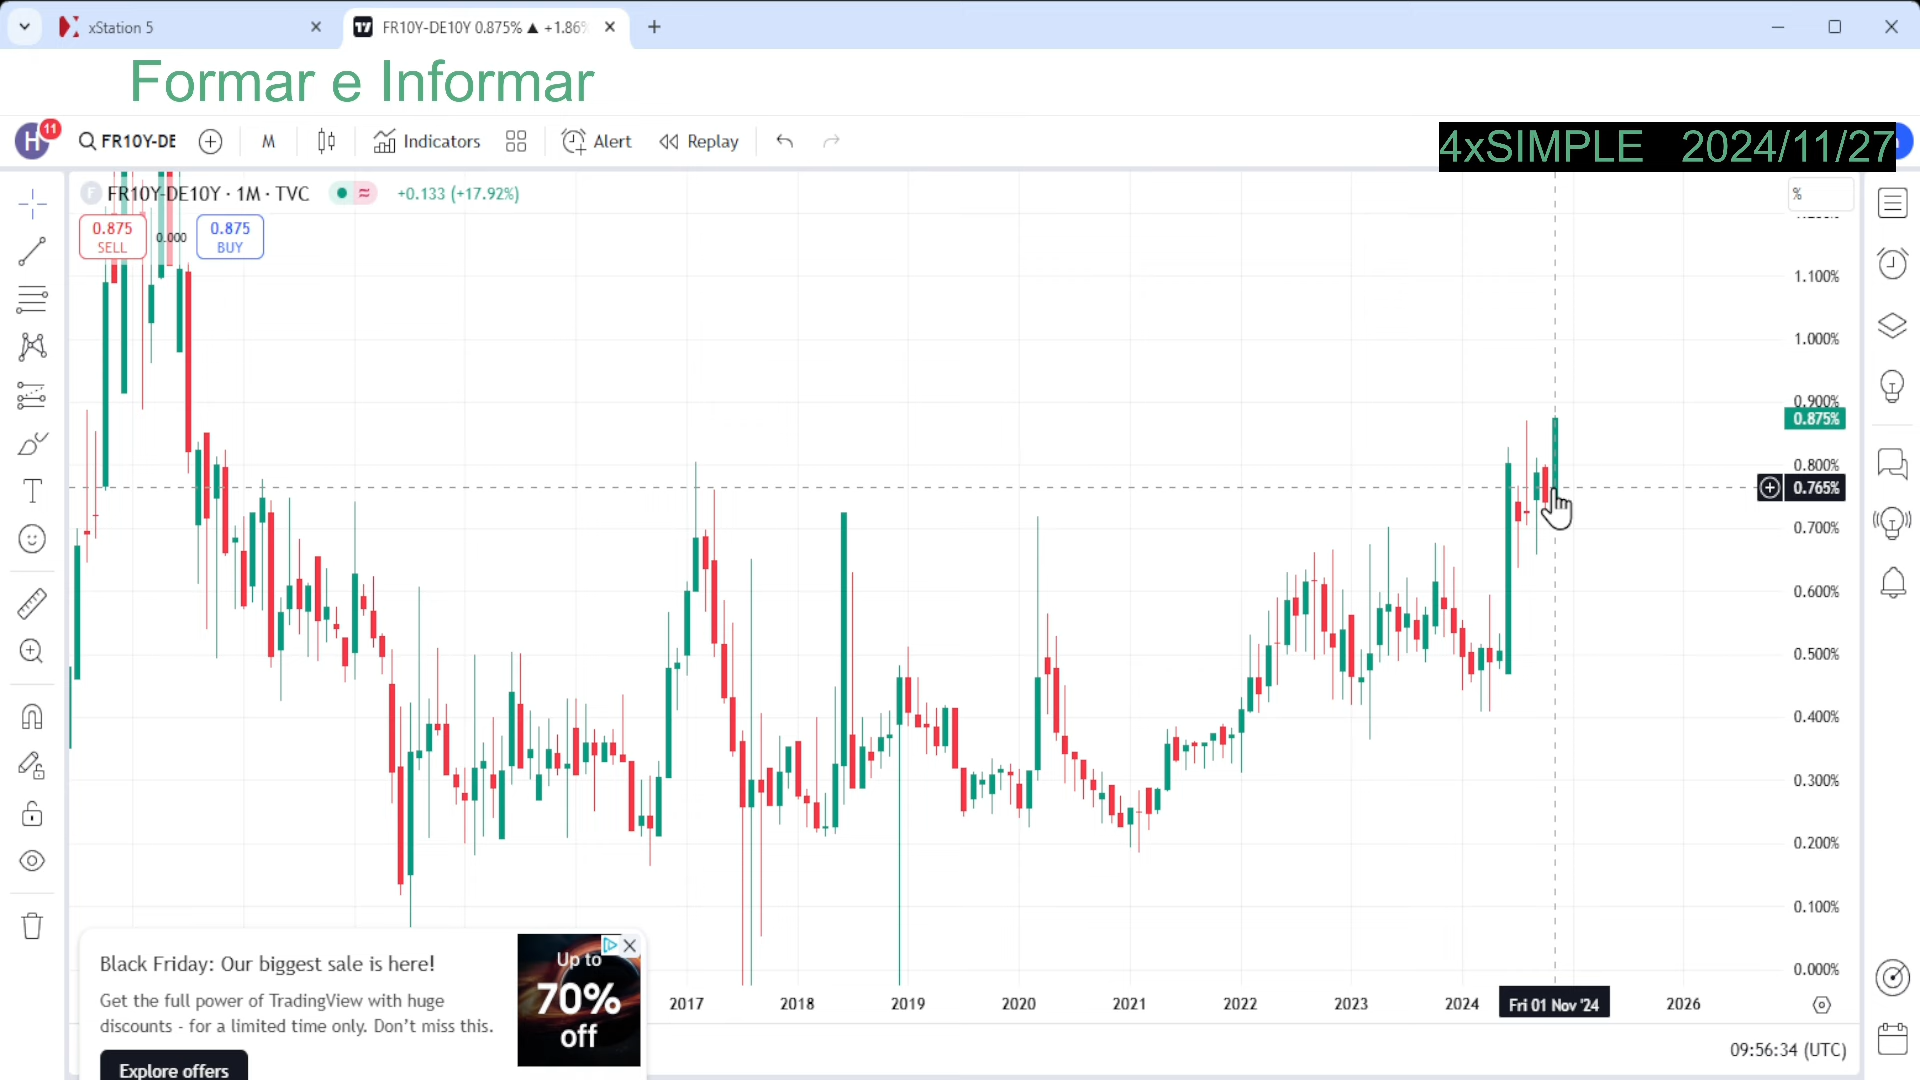 xStation 5
FR10Y-DE10Y 0.875% ▲ +1.86%
Formar e Informar
H 11
FR10Y-DE
M
Indicators
Alert
Replay
4xSIMPLE 2024/11/27
FR10Y-DE10Y · 1M · TVC
+0.133 (+17.92%)
%
0.875
SELL
0.000
0.875
BUY
1.100%
1.000%
0.900%
0.875%
0.800%
0.765%
0.700%
0.600%
0.500%
0.400%
0.300%
0.200%
0.100%
0.000%
2017
2018
2019
2020
2021
2022
2023
2024
Fri 01 Nov '24
2026
Black Friday: Our biggest sale is here!
Get the full power of TradingView with huge
discounts - for a limited time only. Don't miss this.
Explore offers
Up to
70%
off
09:56:34 (UTC)